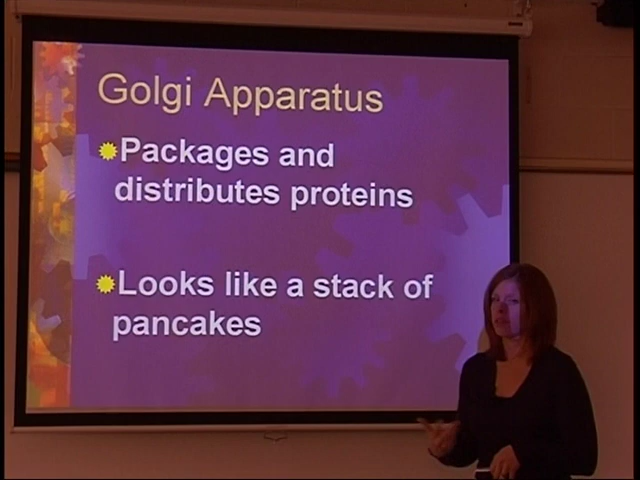 Golgi Apparatus
Packages and
distributes proteins
Looks like a stack of
pancakes